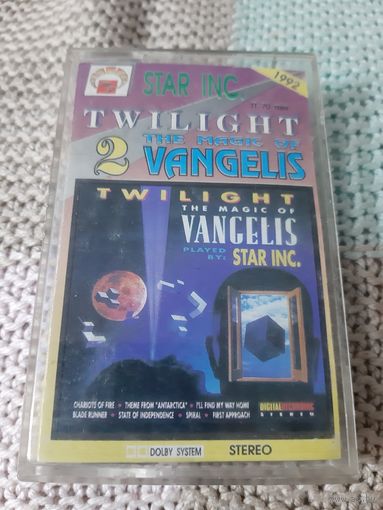 STAR INC.
1992
TWILIGHT
2 THE MAGIC OF
VANGELIS
TWILIGHT
THE MAGIC OF
VANGELIS
PLAYED BY: STAR INC.
CHARIOTS OF FIRE • THEME FROM "ANTARCTICA" • I'LL FIND MY WAY HOME
BLADE RUNNER • STATE OF INDEPENDENCE • SPIRAL • FIRST APPROACH
DIGITAL
STEREO
DOLBY SYSTEM STEREO